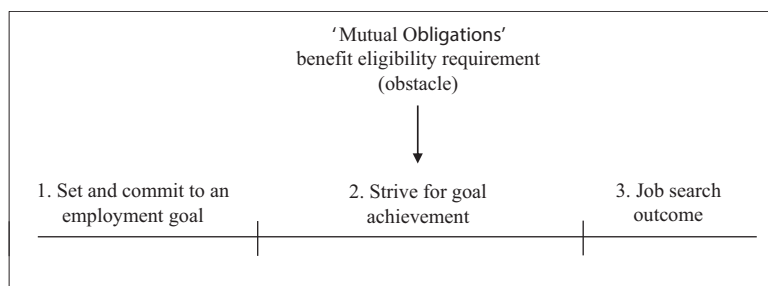 ‘Mutual Obligations’
benefit eligibility requirement
(obstacle)
1. Set and commit to an
employment goal
2. Strive for goal
achievement
3. Job search
outcome